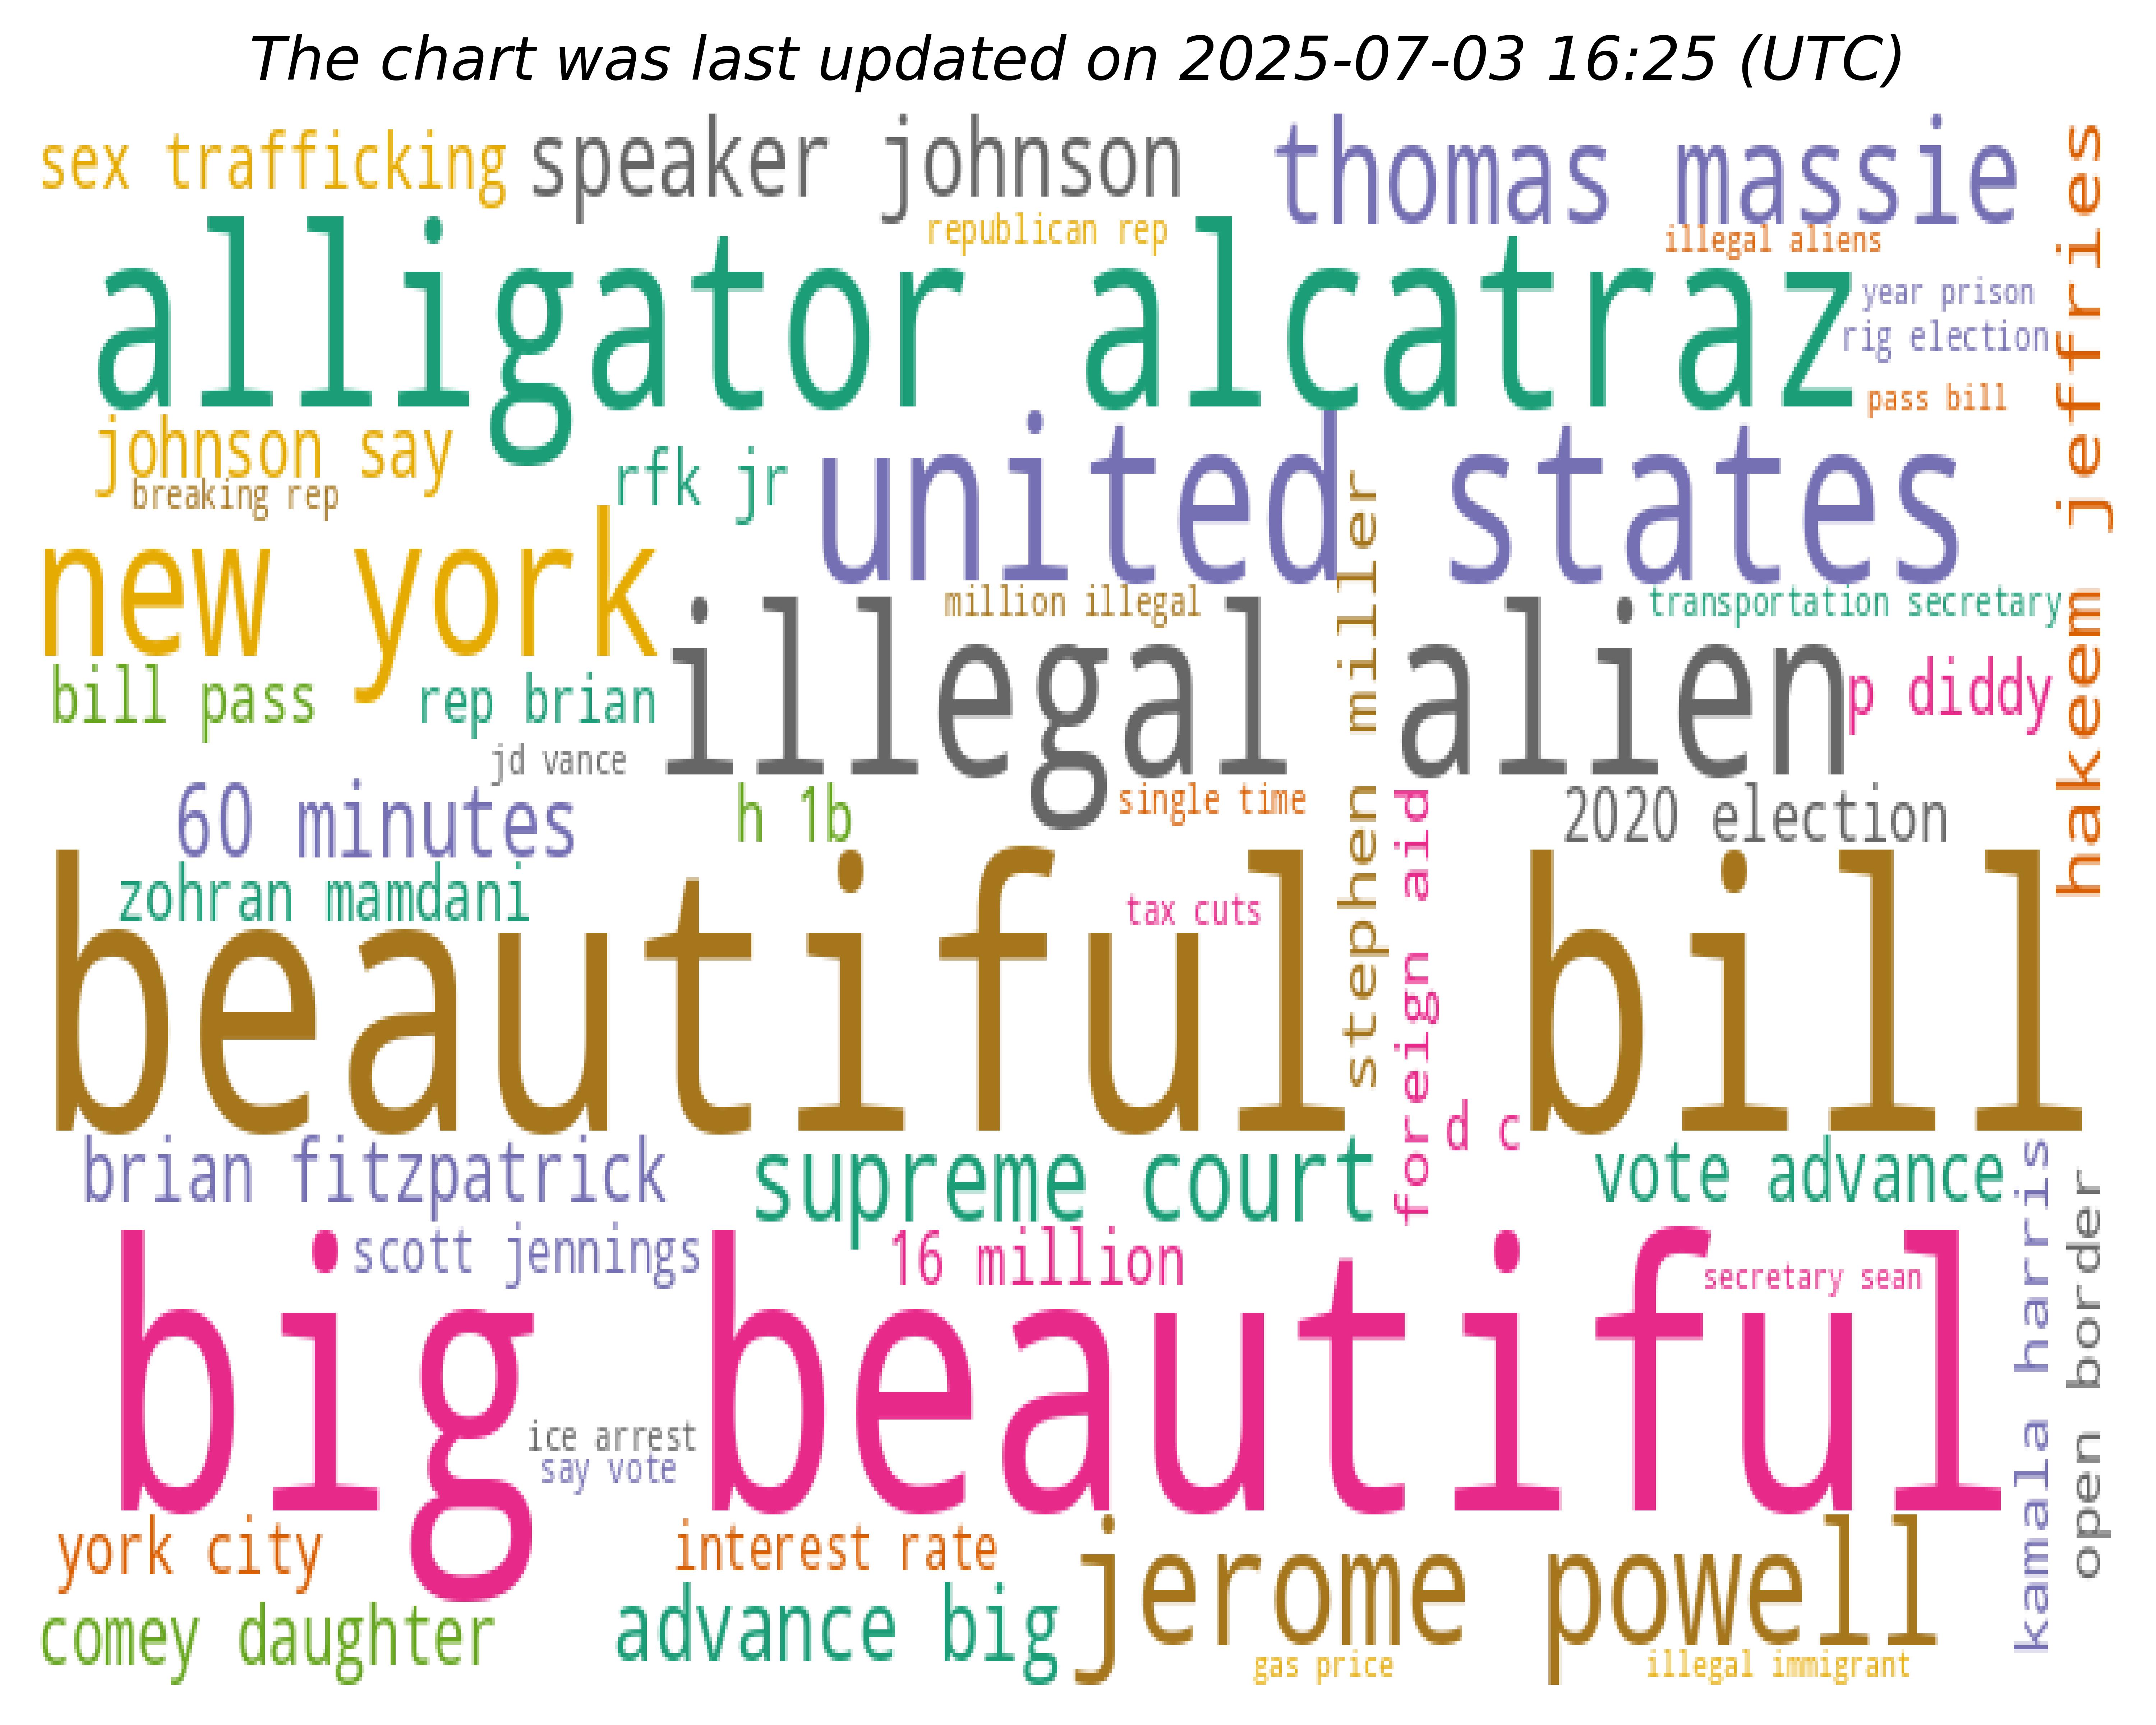 The chart was last updated on 2025-07-03 16:25 (UTC)
sex trafficking
speaker johnson
thomas massie
republican rep
illegal aliens
hakeem jeffries
alligator alcatraz
year prison
rig election
pass bill
johnson say
breaking rep
rfk jr
united states
new york
million illegal
stephen miller
transportation secretary
illegal alien
bill pass
rep brian
p diddy
jd vance
60 minutes
h 1b
single time
foreign aid
2020 election
zohran mamdani
tax cuts
beautiful bill
d c
brian fitzpatrick
supreme court
vote advance
kamala harris
open border
scott jennings
16 million
secretary sean
big beautiful
ice arrest
say vote
york city
interest rate
jerome powell
comey daughter
advance big
gas price
illegal immigrant